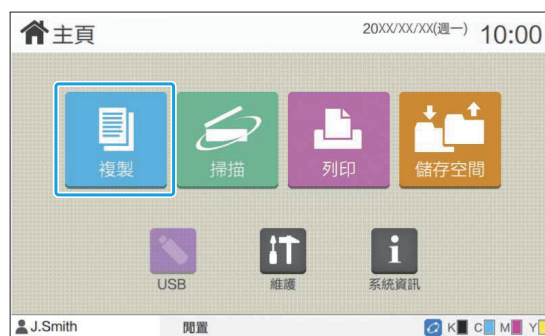 主頁
20XX/XX/XX(週一) 10:00
複製 掃描 列印 儲存空間
USB 維護 系統資訊
J.Smith 閒置 K C M Y